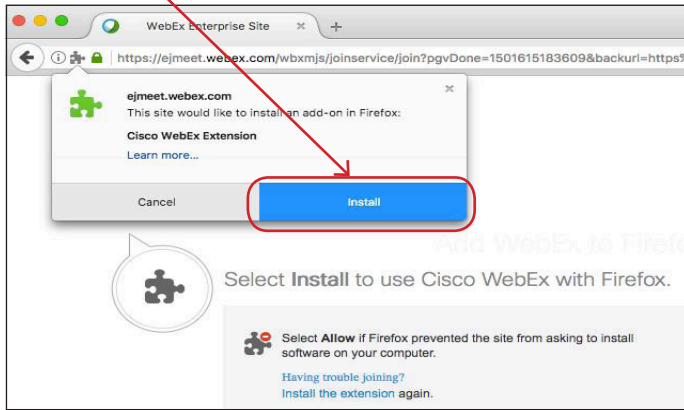 WebEx Enterprise Site
https://ejmeet.webex.com/wbxmjs/joinservice/join?pgvDone=1501615183609&backurl=https%
ejmeet.webex.com
This site would like to install an add-on in Firefox:
Cisco WebEx Extension
Learn more...
Cancel
Install
Add WebEx to Firefo
Select Install to use Cisco WebEx with Firefox.
Select Allow if Firefox prevented the site from asking to install
software on your computer.
Having trouble joining?
Install the extension again.